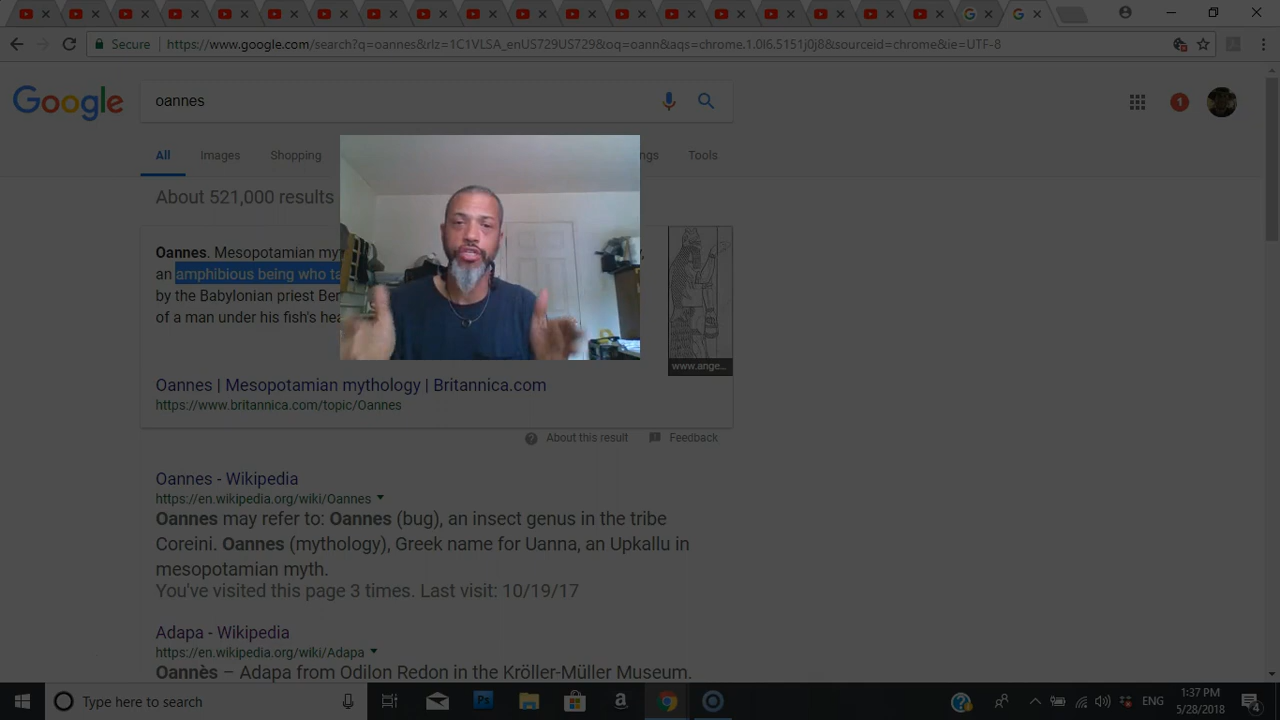 Secure
https://www.google.com/search?q=oannes&rlz=1C1VLSA_enUS729US729&oq=oann&aqs=chrome.1.0l6.5151j0j8&sourceid=chrome&ie=UTF-8
Google
oannes
1
All Images Shopping Tools
About 521,000 results
Oannes. Mesopotamian
an amphibious being who
by the Babylonian priest
of a man under his fish's
www.ange...
Oannes | Mesopotamian mythology | Britannica.com
https://www.britannica.com/topic/Oannes
About this result Feedback
Oannes - Wikipedia
https://en.wikipedia.org/wiki/Oannes
Oannes may refer to: Oannes (bug), an insect genus in the tribe
Coreini. Oannes (mythology), Greek name for Uanna, an Upkallu in
mesopotamian myth.
You've visited this page 3 times. Last visit: 10/19/17
Adapa - Wikipedia
https://en.wikipedia.org/wiki/Adapa
Oannès – Adapa from Odilon Redon in the Kröller-Müller Museum.
Type here to search
ENG
1:37 PM
5/28/2018
4